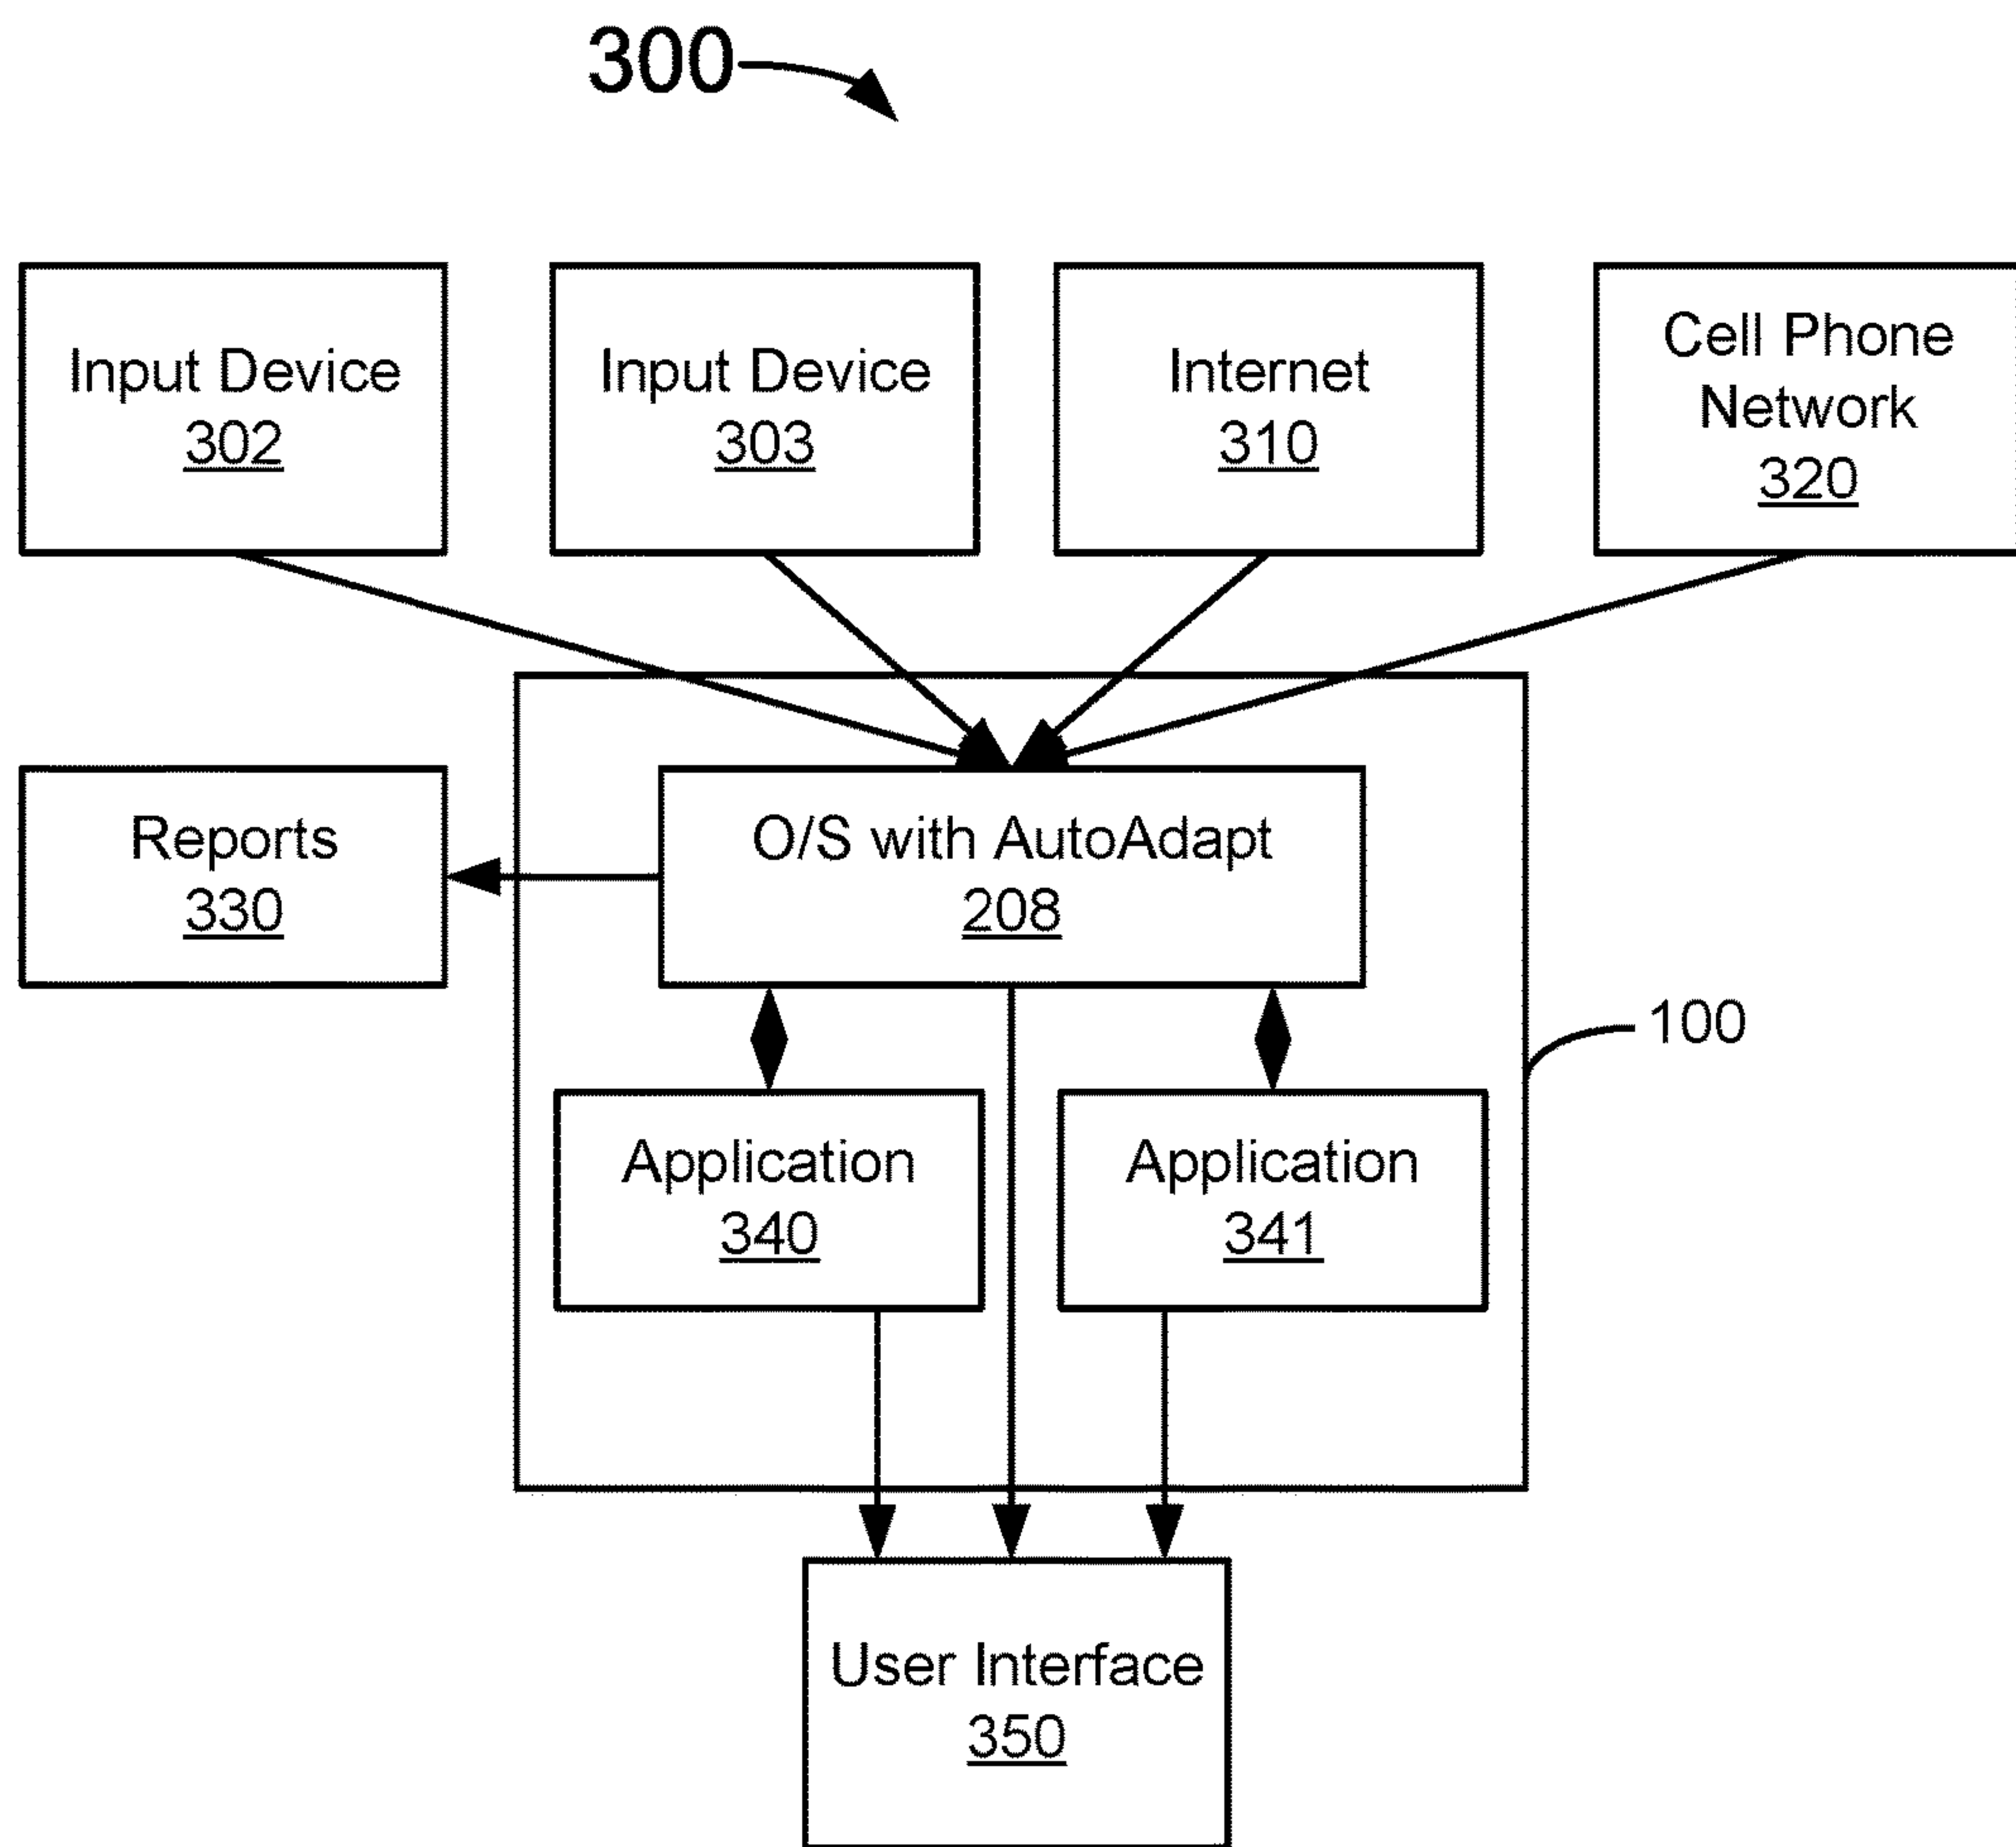 300
Input Device
302
Input Device
303
Internet
310
Cell Phone
Network
320
Reports
330
O/S with AutoAdapt
208
100
Application
340
Application
341
User Interface
350